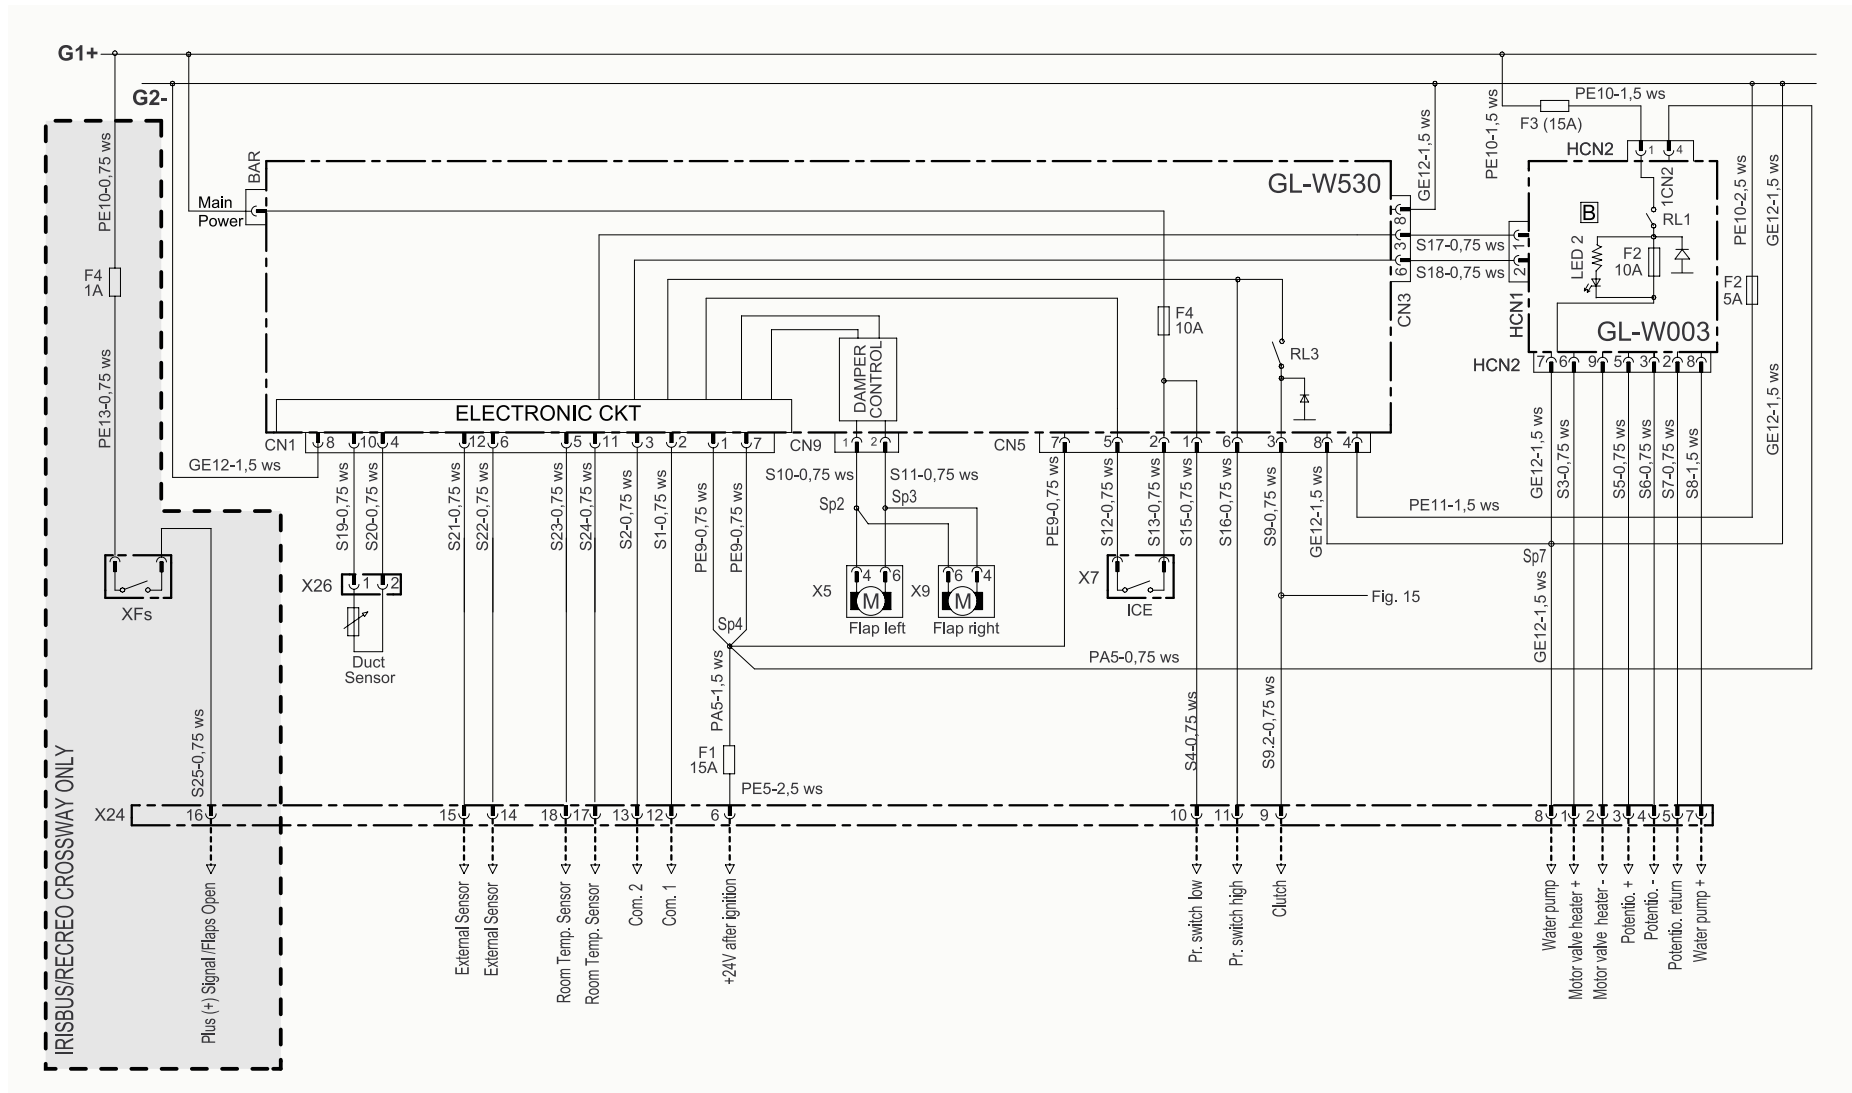 G1+
G2-
PE10-0,75 ws
F4
1A
PE13-0,75 ws
XFs
S25-0,75 ws
IRISBUS/RECREO CROSSWAY ONLY
X24
16
Plus (+) Signal /Flaps Open
BAR
Main
Power
GL-W530
ELECTRONIC CKT
DAMPER
CONTROL
F4
10A
RL3
CN1
8
10
4
12
6
5
11
3
2
1
7
CN9
1
2
CN5
7
5
2
1
6
3
8
4
GE12-1,5 ws
S19-0,75 ws
S20-0,75 ws
S21-0,75 ws
S22-0,75 ws
S23-0,75 ws
S24-0,75 ws
S2-0,75 ws
S1-0,75 ws
PE9-0,75 ws
PE9-0,75 ws
S10-0,75 ws
S11-0,75 ws
Sp2
Sp3
PE9-0,75 ws
S12-0,75 ws
S13-0,75 ws
S15-0,75 ws
S16-0,75 ws
S9-0,75 ws
GE12-1,5 ws
PE11-1,5 ws
X26
1
2
Duct
Sensor
X5
4
6
M
Flap left
X9
6
4
M
Flap right
X7
ICE
Fig. 15
Sp4
PA5-0,75 ws
PA5-1,5 ws
F1
15A
PE5-2,5 ws
S4-0,75 ws
S9.2-0,75 ws
GE12-1,5 ws
8
3
6
CN3
S17-0,75 ws
S18-0,75 ws
PE10-1,5 ws
PE10-1,5 ws
F3 (15A)
HCN2
1
4
1CN2
B
RL1
LED 2
F2
10A
GL-W003
1
2
HCN1
HCN2
7
6
9
5
3
2
8
PE10-2,5 ws
GE12-1,5 ws
F2
5A
GE12-1,5 ws
GE12-1,5 ws
S3-0,75 ws
S5-0,75 ws
S6-0,75 ws
S7-0,75 ws
S8-1,5 ws
Sp7
GE12-1,5 ws
15
14
18
17
13
12
6
10
11
9
8
1
2
3
4
5
7
External Sensor
External Sensor
Room Temp. Sensor
Room Temp. Sensor
Com. 2
Com. 1
+24V after ignition
Pr. switch low
Pr. switch high
Clutch
Water pump
Motor valve heater +
Motor valve heater -
Potentio. +
Potentio. -
Potentio. return
Water pump +